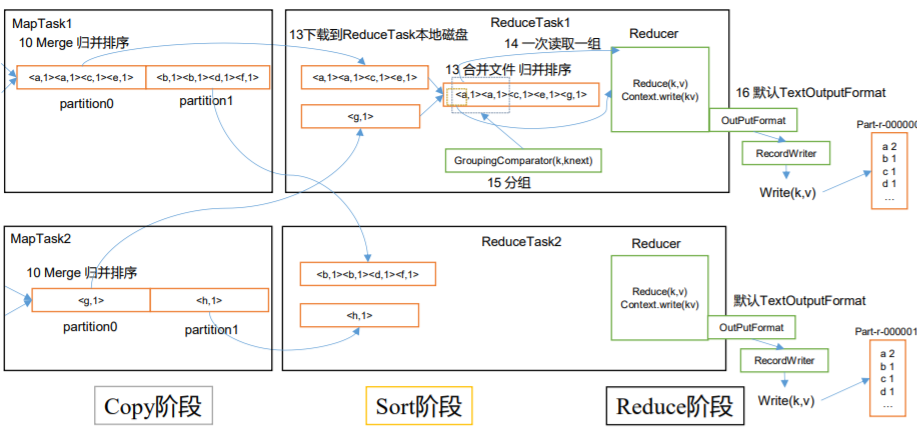 MapTask1
10 Merge 归并排序
<a,1><a,1><c,1><e,1>
<b,1><b,1><d,1><f,1>
partition0
partition1
ReduceTask1
13下载到ReduceTask本地磁盘
14 一次读取一组
<a,1><a,1><c,1><e,1>
<g,1>
13 合并文件 归并排序
<a,1><a,1><c,1><e,1><g,1>
GroupingComparator(k,knext)
15 分组
Reducer
Reduce(k,v)
Context.write(kv)
16 默认TextOutputFormat
OutPutFormat
RecordWriter
Write(k,v)
Part-r-000000
a 2
b 1
c 1
d 1
...
MapTask2
10 Merge 归并排序
<g,1>
<h,1>
partition0
partition1
ReduceTask2
<b,1><b,1><d,1><f,1>
<h,1>
Reducer
Reduce(k,v)
Context.write(kv)
默认TextOutputFormat
OutPutFormat
RecordWriter
Write(k,v)
Part-r-000001
a 2
b 1
c 1
d 1
...
Copy阶段
Sort阶段
Reduce阶段